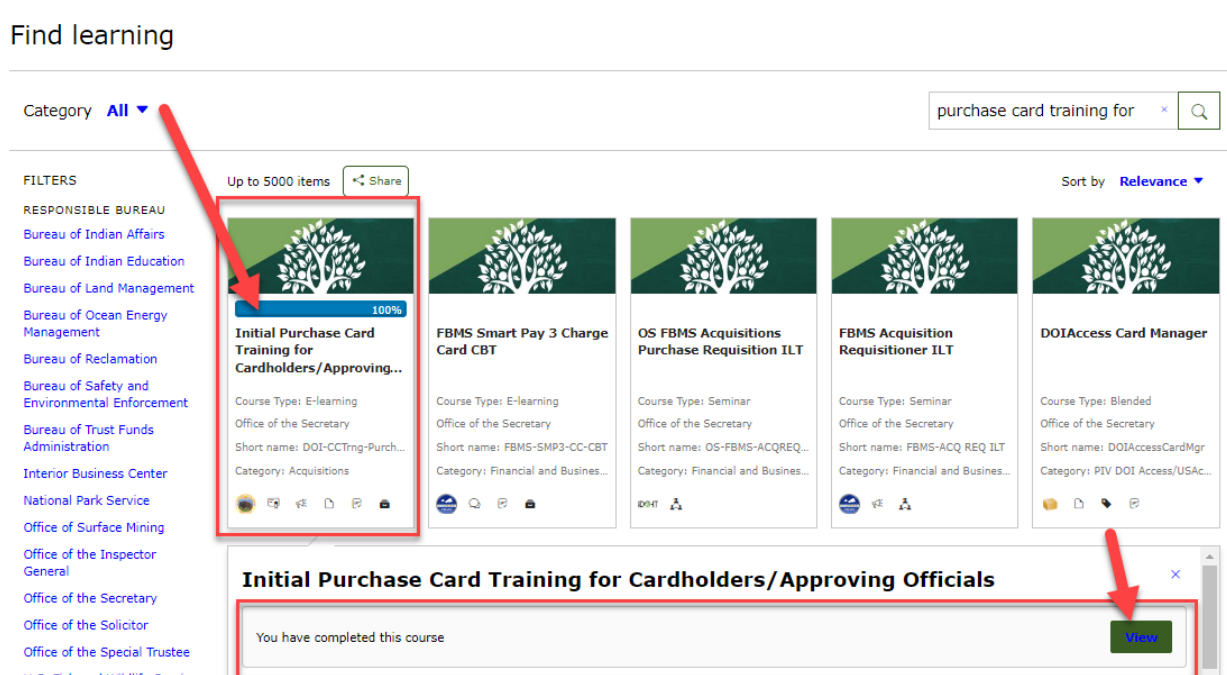 Find learning
Category All
purchase card training for ×
FILTERS
RESPONSIBLE BUREAU
Bureau of Indian Affairs
Bureau of Indian Education
Bureau of Land Management
Bureau of Ocean Energy
Management
Bureau of Reclamation
Bureau of Safety and
Environmental Enforcement
Bureau of Trust Funds
Administration
Interior Business Center
National Park Service
Office of Surface Mining
Office of the Inspector
General
Office of the Secretary
Office of the Solicitor
Office of the Special Trustee
Up to 5000 items Share
Sort by Relevance
100%
Initial Purchase Card
Training for
Cardholders/Approving...
Course Type: E-learning
Office of the Secretary
Short name: DOI-CCTrng-Purch...
Category: Acquisitions
FBMS Smart Pay 3 Charge
Card CBT
Course Type: E-learning
Office of the Secretary
Short name: FBMS-SMP3-CC-CBT
Category: Financial and Busines...
OS FBMS Acquisitions
Purchase Requisition ILT
Course Type: Seminar
Office of the Secretary
Short name: OS-FBMS-ACQREQ...
Category: Financial and Busines...
FBMS Acquisition
Requisitioner ILT
Course Type: Seminar
Office of the Secretary
Short name: FBMS-ACQ REQ ILT
Category: Financial and Busines...
DOIAccess Card Manager
Course Type: Blended
Office of the Secretary
Short name: DOIAccessCardMgr
Category: PIV DOI Access/USAc...
Initial Purchase Card Training for Cardholders/Approving Officials ×
You have completed this course
View